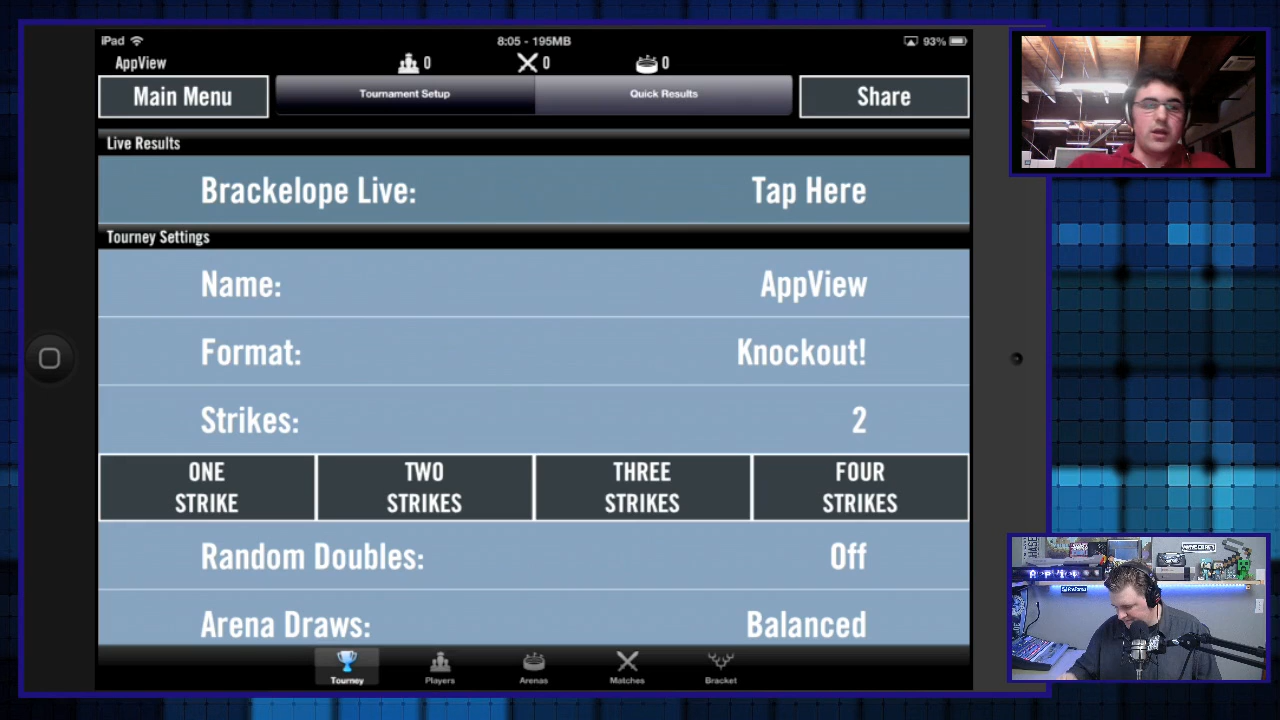 iPad 8:05 - 195MB 93%
AppView 0 0 0
Main Menu Tournament Setup Quick Results Share
Live Results
Brackelope Live: Tap Here
Tourney Settings
Name: AppView
Format: Knockout!
Strikes: 2
ONE STRIKE
TWO STRIKES
THREE STRIKES
FOUR STRIKES
Random Doubles: Off
Arena Draws: Balanced
Tourney Players Arenas Matches Bracket